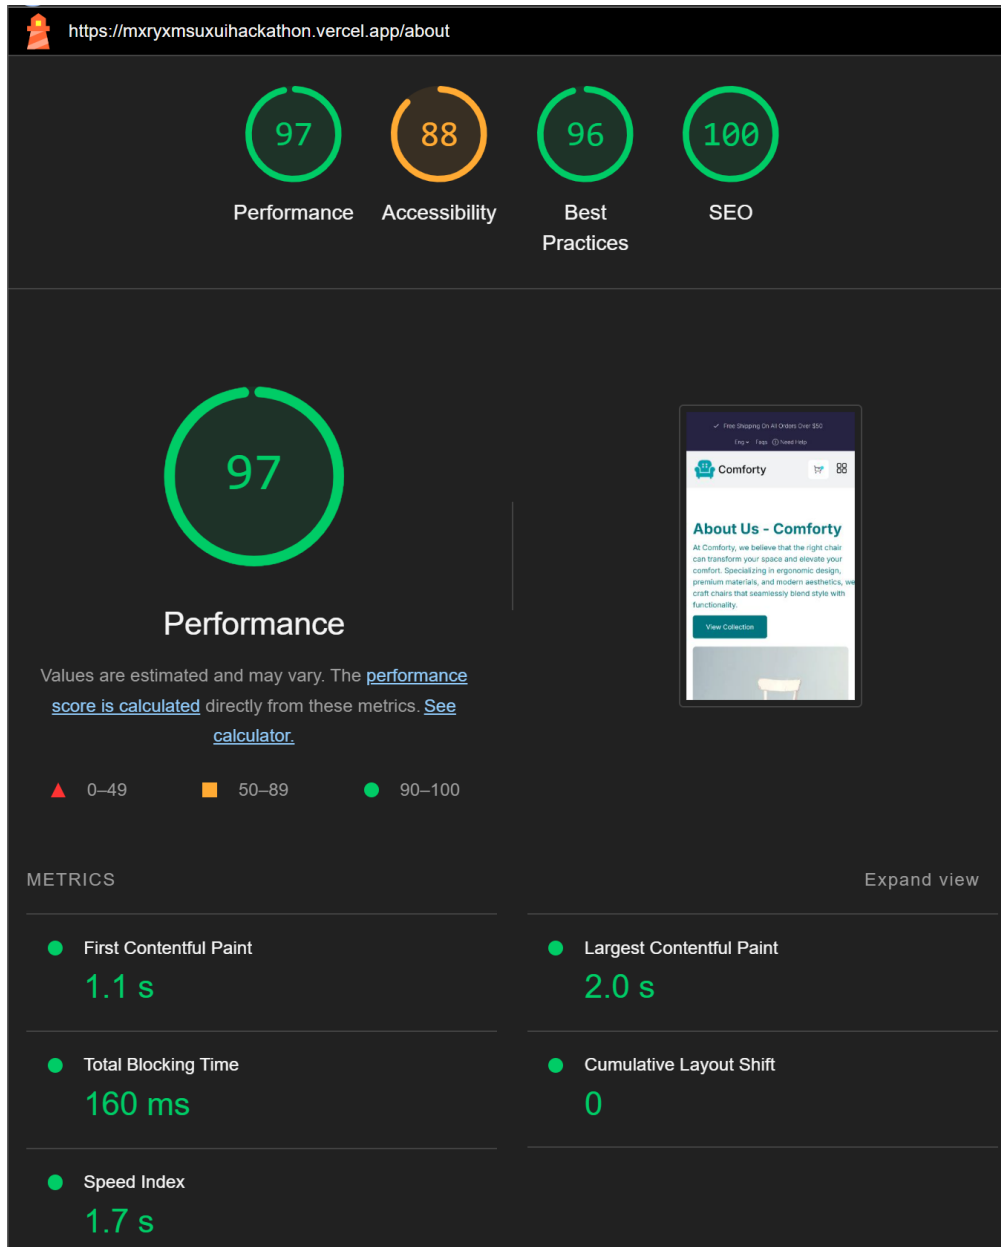 https://mxryxmsuxuihackathon.vercel.app/about
97
88
96
100
Performance
Accessibility
Best
Practices
SEO
97
Performance
Values are estimated and may vary. The performance
score is calculated directly from these metrics. See
calculator.
0–49
50–89
90–100
✓ Free Shipping On All Orders Over $50
Eng Faqs Need Help
Comforty
About Us - Comforty
At Comforty, we believe that the right chair
can transform your space and elevate your
comfort. Specializing in ergonomic design,
premium materials, and modern aesthetics, we
craft chairs that seamlessly blend style with
functionality.
View Collection
METRICS
Expand view
First Contentful Paint
1.1 s
Largest Contentful Paint
2.0 s
Total Blocking Time
160 ms
Cumulative Layout Shift
0
Speed Index
1.7 s